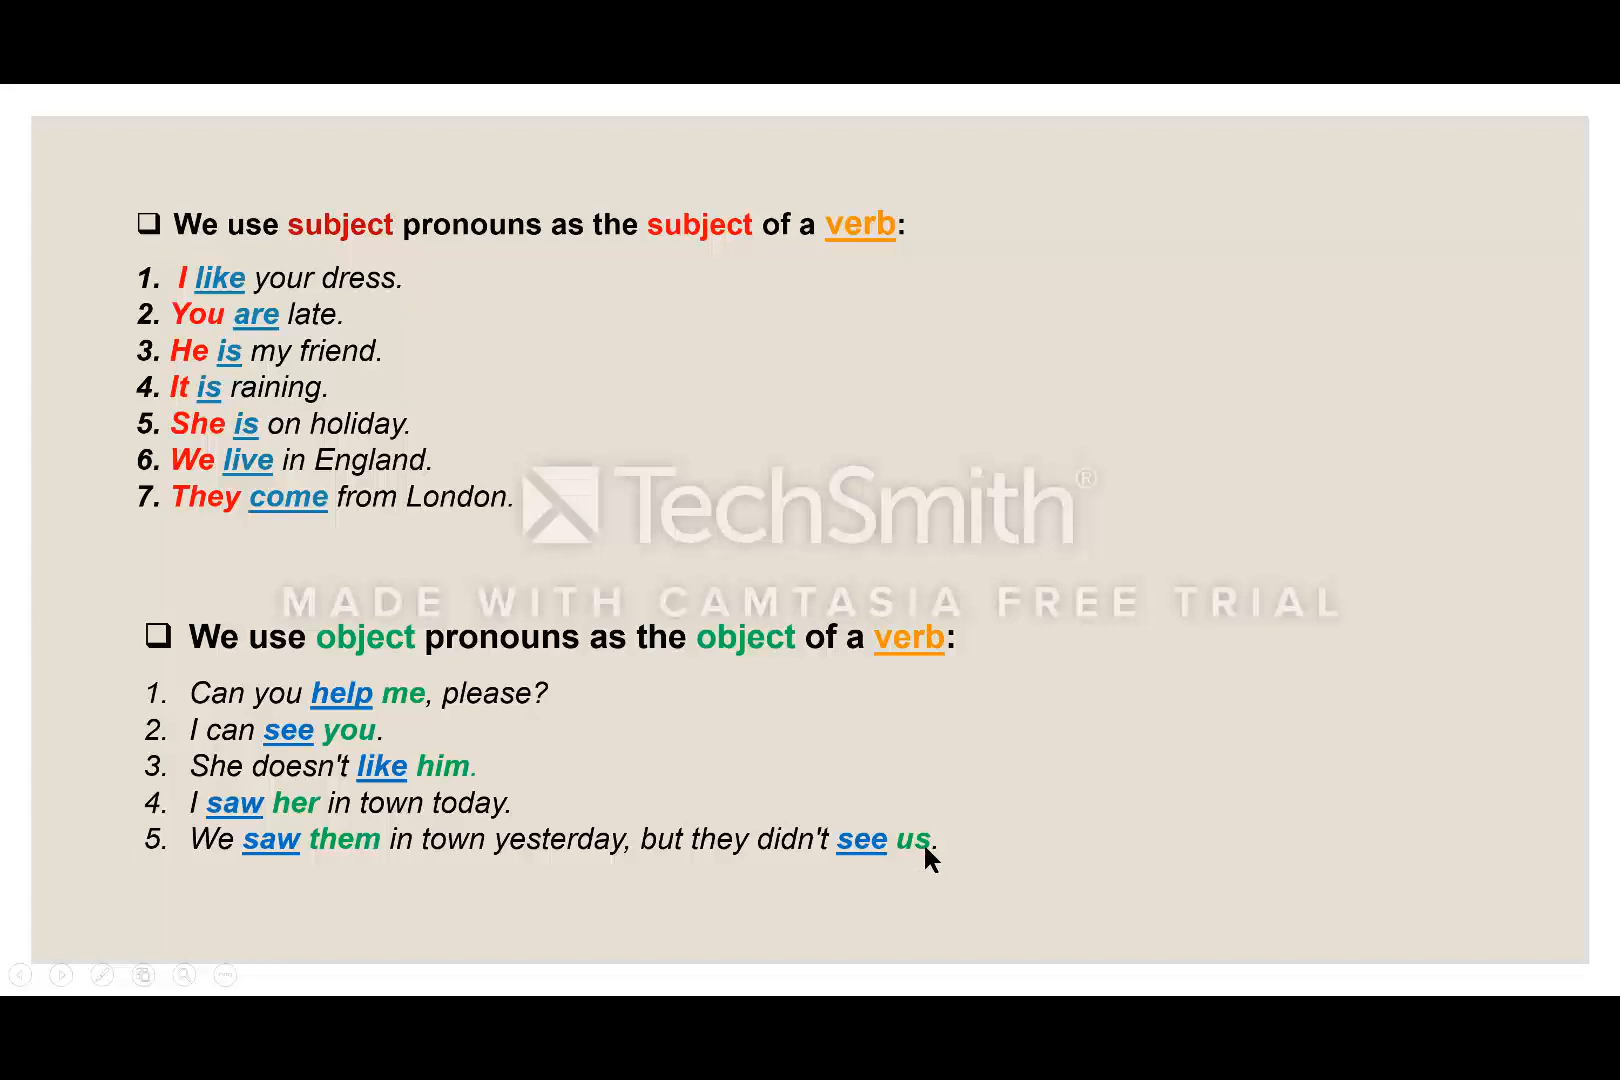 We use subject pronouns as the subject of a verb:
1. I like your dress.
2. You are late.
3. He is my friend.
4. It is raining.
5. She is on holiday.
6. We live in England.
7. They come from London.
TechSmith®
MADE WITH CAMTASIA FREE TRIAL
We use object pronouns as the object of a verb:
1. Can you help me, please?
2. I can see you.
3. She doesn't like him.
4. I saw her in town today.
5. We saw them in town yesterday, but they didn't see us.